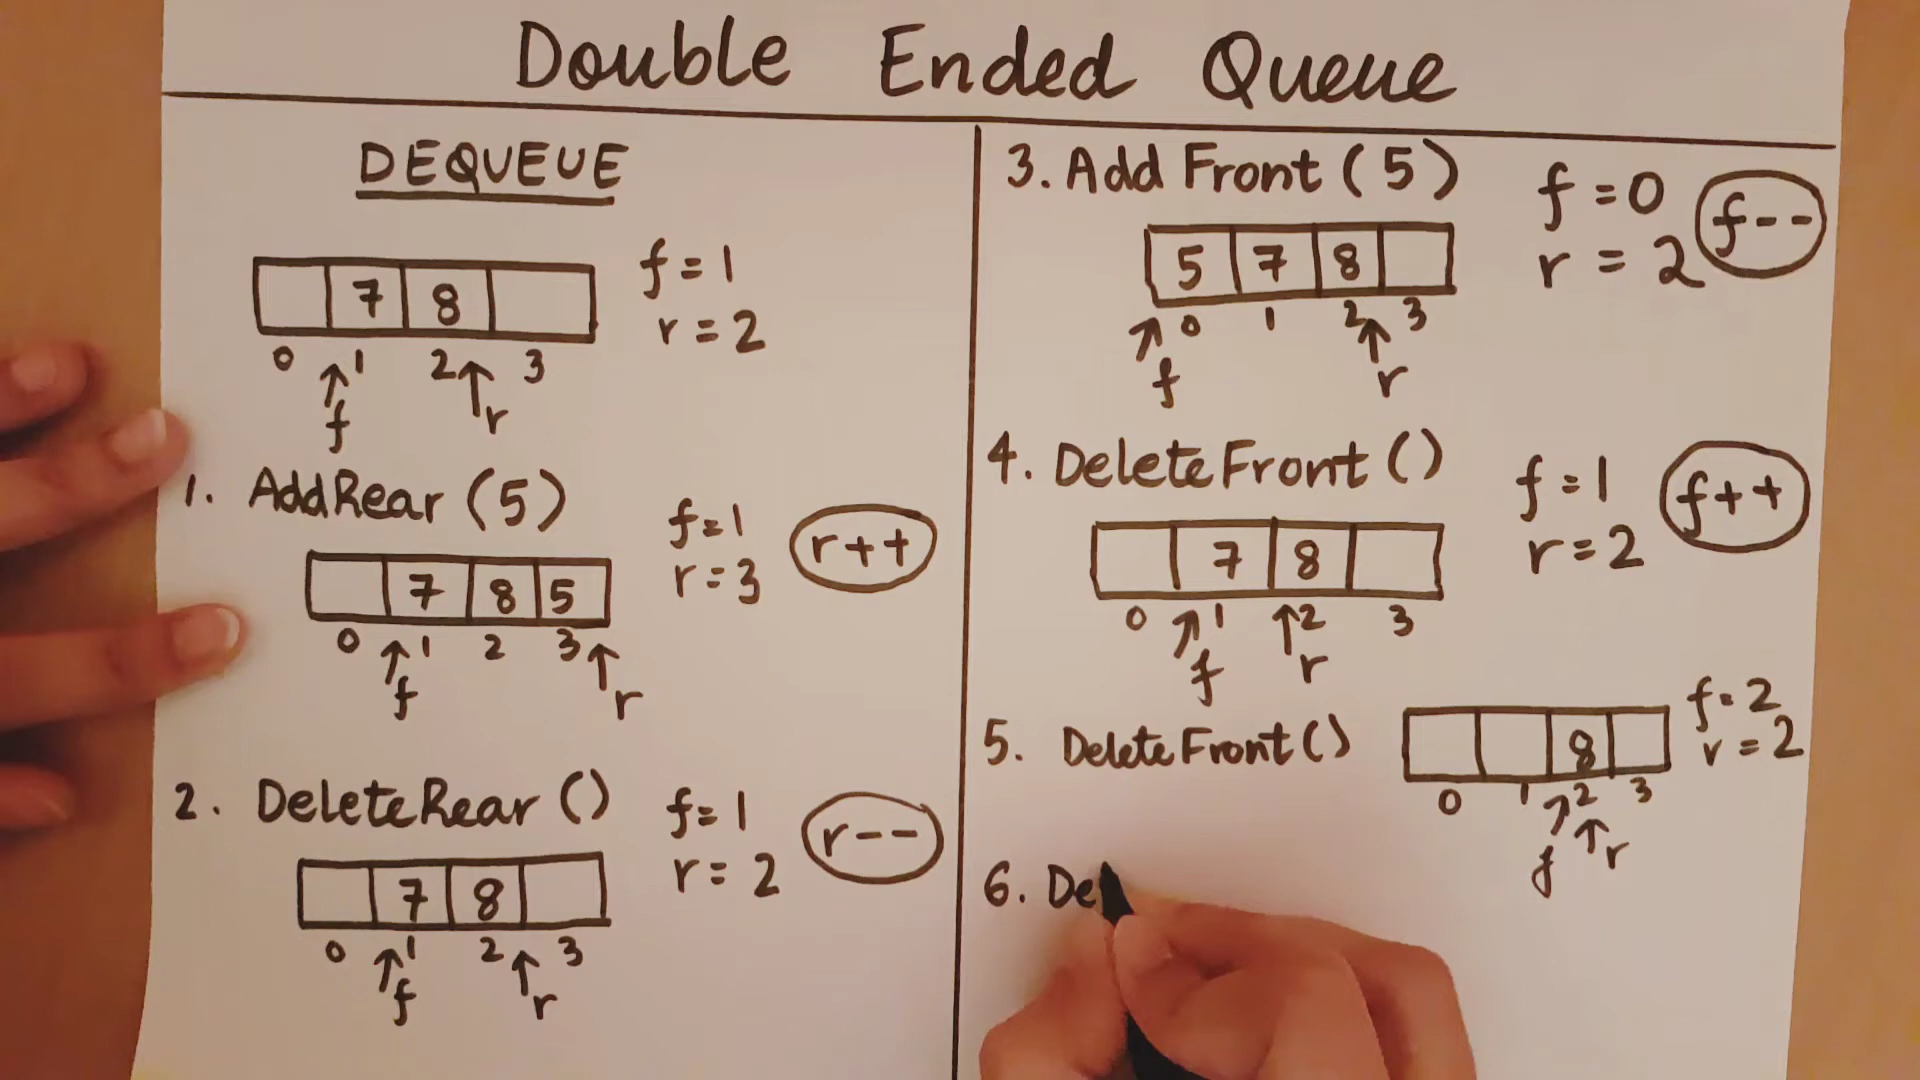 Double Ended Queue
DEQUEUE
7 8
f = 1
r = 2
0 1 2 3
f r
1. AddRear (5)
f = 1
r = 3
r++
7 8 5
0 1 2 3
f r
2. DeleteRear ()
f = 1
r = 2
r--
7 8
0 1 2 3
f r
3. Add Front (5)
f = 0
r = 2
f--
5 7 8
0 1 2 3
f r
4. DeleteFront ()
f = 1
r = 2
f++
7 8
0 1 2 3
f r
5. DeleteFront ()
8
f = 2
r = 2
0 1 2 3
f r
6. De